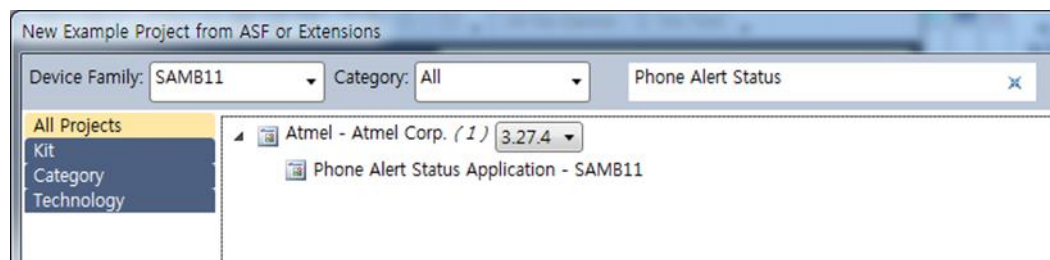 New Example Project from ASF or Extensions
Device Family: SAMB11 Category: All Phone Alert Status
All Projects
Kit
Category
Technology
Atmel - Atmel Corp. (1) 3.27.4
Phone Alert Status Application - SAMB11